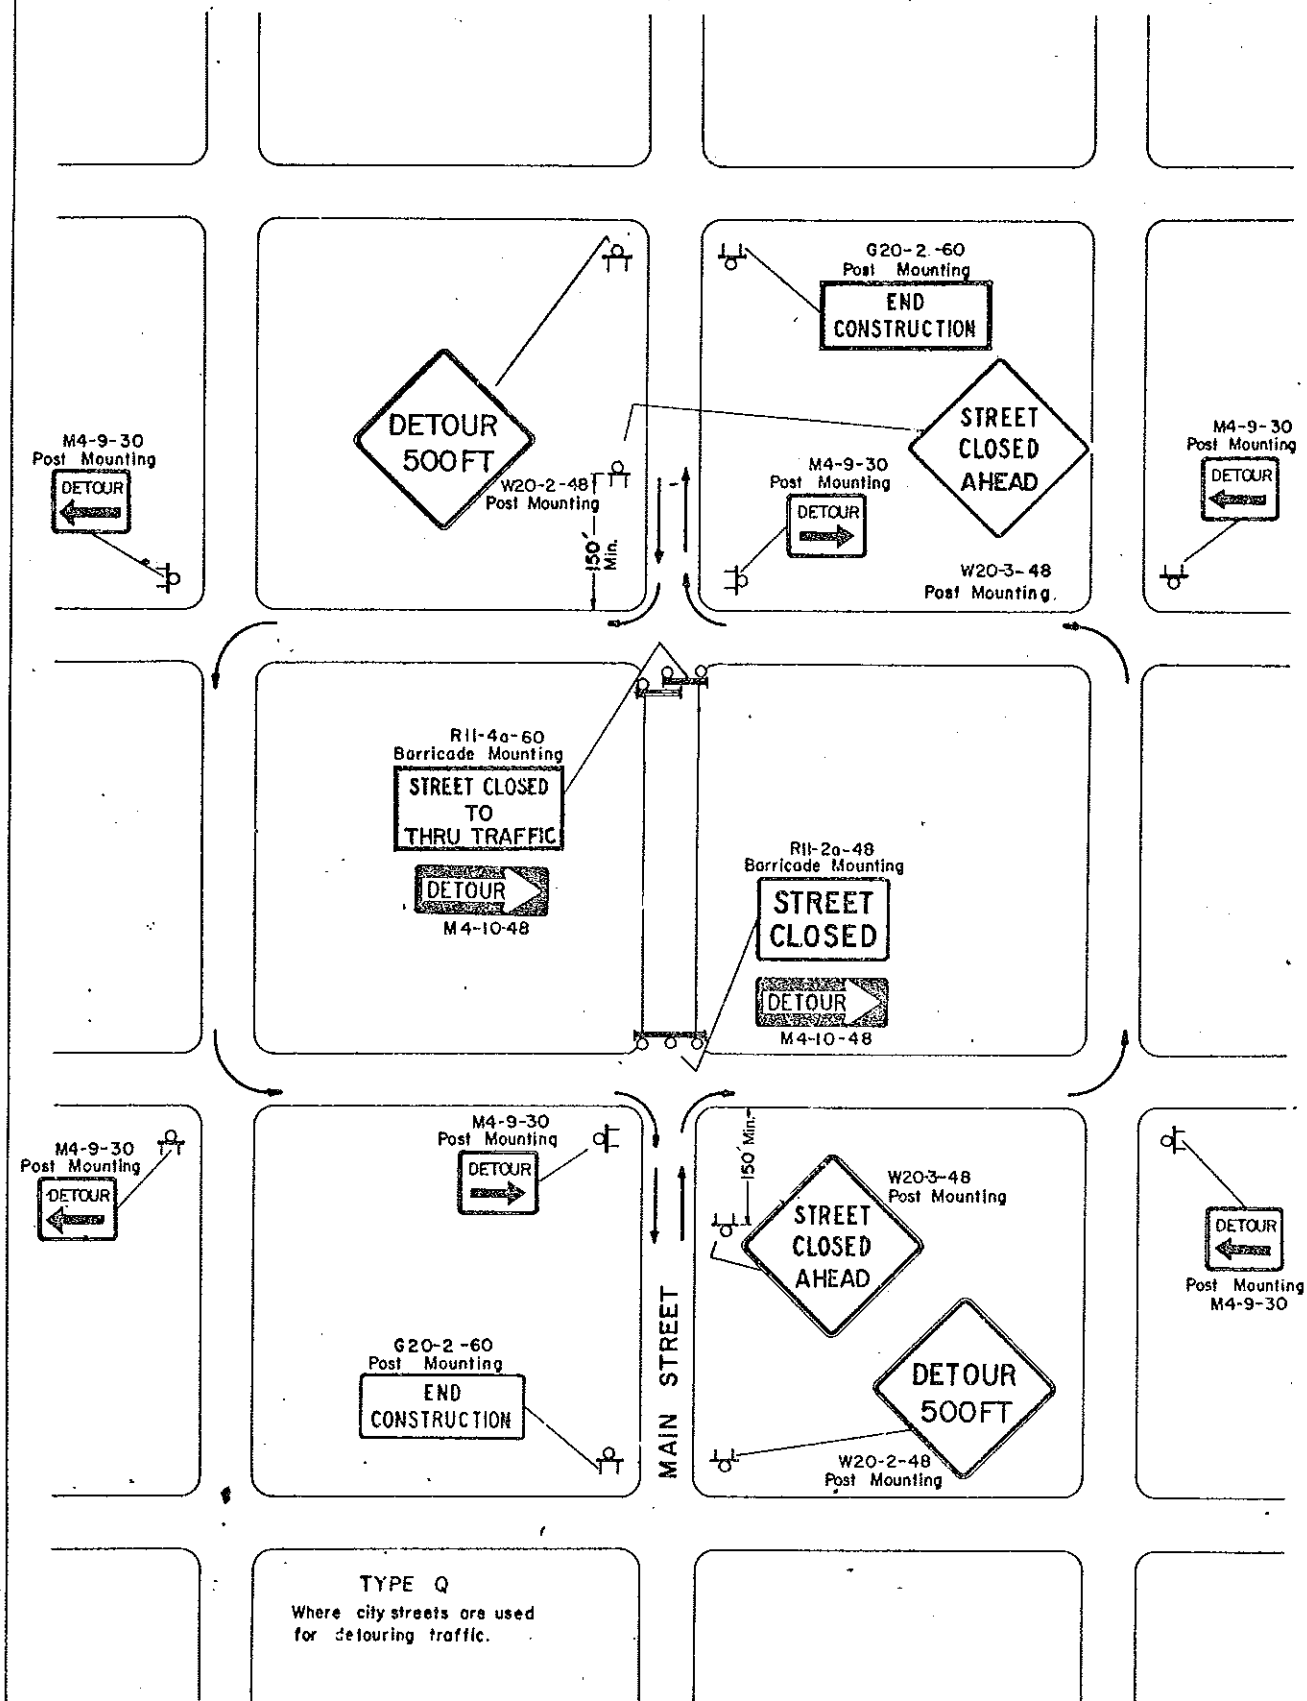 G20-2-60
Post Mounting
END
CONSTRUCTION
DETOUR
500FT
W20-2-48
Post Mounting
STREET
CLOSED
AHEAD
W20-3-48
Post Mounting.
M4-9-30
Post Mounting
DETOUR
M4-9-30
Post Mounting
DETOUR
M4-9-30
Post Mounting
DETOUR
150' Min.
R11-4a-60
Barricade Mounting
STREET CLOSED
TO
THRU TRAFFIC
DETOUR
M4-10-48
R11-2a-48
Barricade Mounting
STREET
CLOSED
DETOUR
M4-10-48
M4-9-30
Post Mounting
DETOUR
M4-9-30
Post Mounting
DETOUR
150' Min.
W20-3-48
Post Mounting
STREET
CLOSED
AHEAD
DETOUR
Post Mounting
M4-9-30
MAIN STREET
G20-2-60
Post Mounting
END
CONSTRUCTION
DETOUR
500FT
W20-2-48
Post Mounting
TYPE Q
Where city streets are used
for detouring traffic.